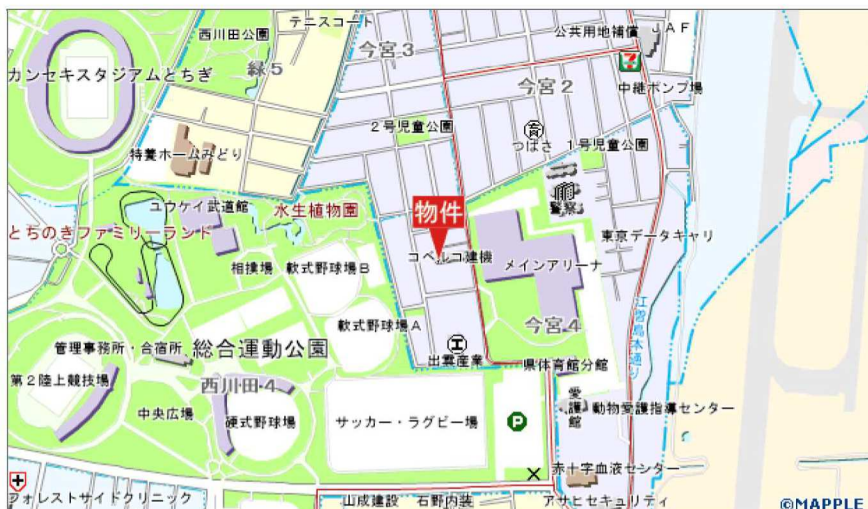 テニスコート
西川田公園
今宮3
公共用地補償
JAF
カンセキスタジアムとちぎ
緑5
今宮2
中継ポンプ場
2号児童公園
つばさ
1号児童公園
特養ホームみどり
警察
ユウケイ武道館
水生植物園
物件
とちのきファミリーランド
東京データキャリ
コベルコ建機
メインアリーナ
相撲場
軟式野球場B
江曽島本通り
軟式野球場A
今宮4
管理事務所・合宿所
総合運動公園
出雲産業
県体育館分館
第2陸上競技場
西川田4
愛護館
中央広場
硬式野球場
サッカー・ラグビー場
P
動物愛護指導センター
赤十字血液センター
フォレストサイドクリニック
山成建設
石野内装
アサヒセキュリティ
©MAPPLE